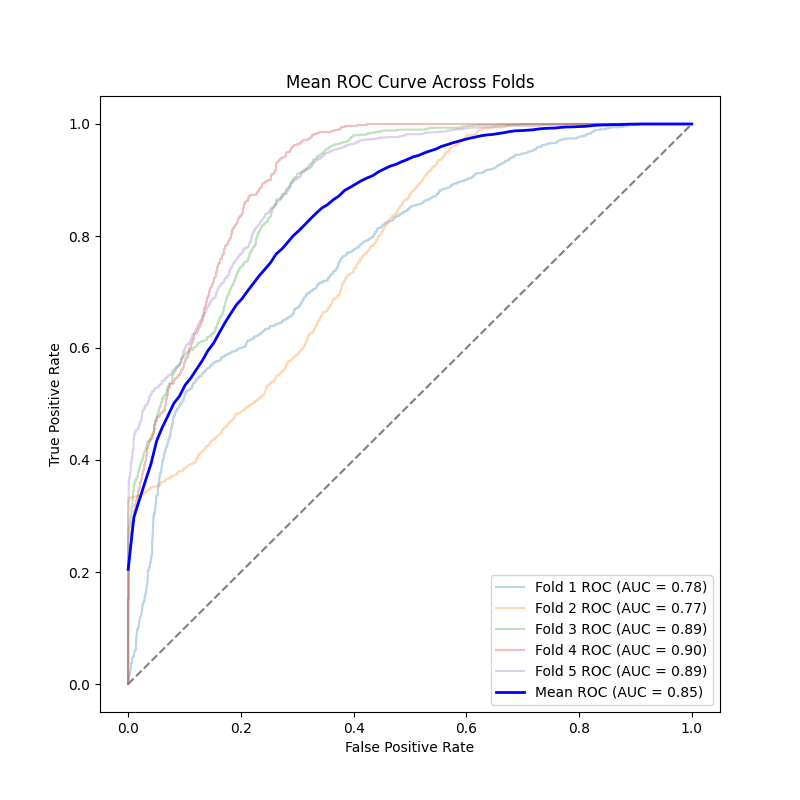 Mean ROC Curve Across Folds
True Positive Rate
1.0
0.8
0.6
0.4
0.2
0.0
0.0 0.2 0.4 0.6 0.8 1.0
False Positive Rate
Fold 1 ROC (AUC = 0.78)
Fold 2 ROC (AUC = 0.77)
Fold 3 ROC (AUC = 0.89)
Fold 4 ROC (AUC = 0.90)
Fold 5 ROC (AUC = 0.89)
Mean ROC (AUC = 0.85)